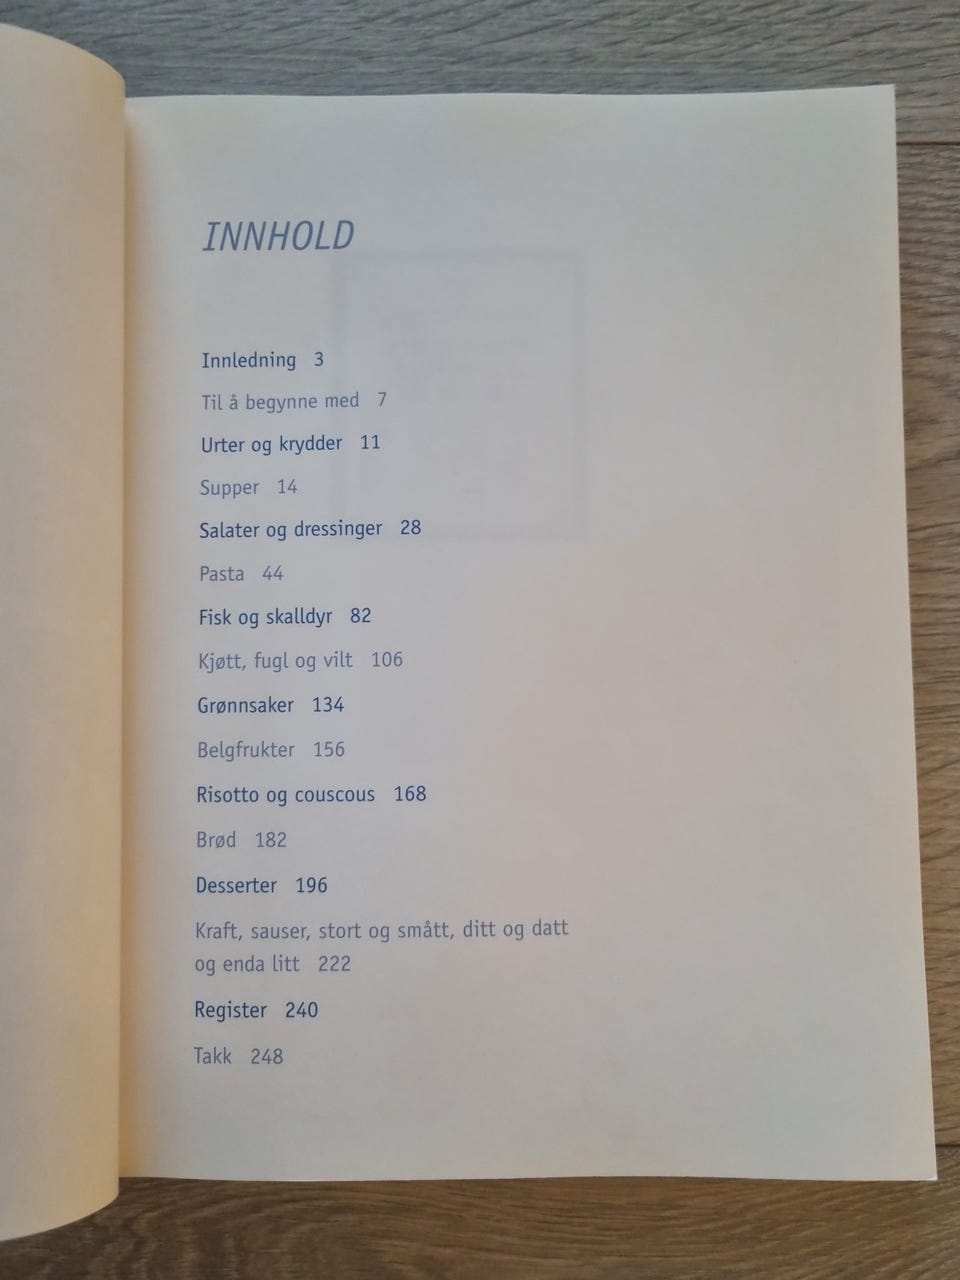 INNHOLD
Innledning 3
Til å begynne med 7
Urter og krydder 11
Supper 14
Salater og dressinger 28
Pasta 44
Fisk og skalldyr 82
Kjøtt, fugl og vilt 106
Grønnsaker 134
Belgfrukter 156
Risotto og couscous 168
Brød 182
Desserter 196
Kraft, sauser, stort og smått, ditt og datt
og enda litt 222
Register 240
Takk 248